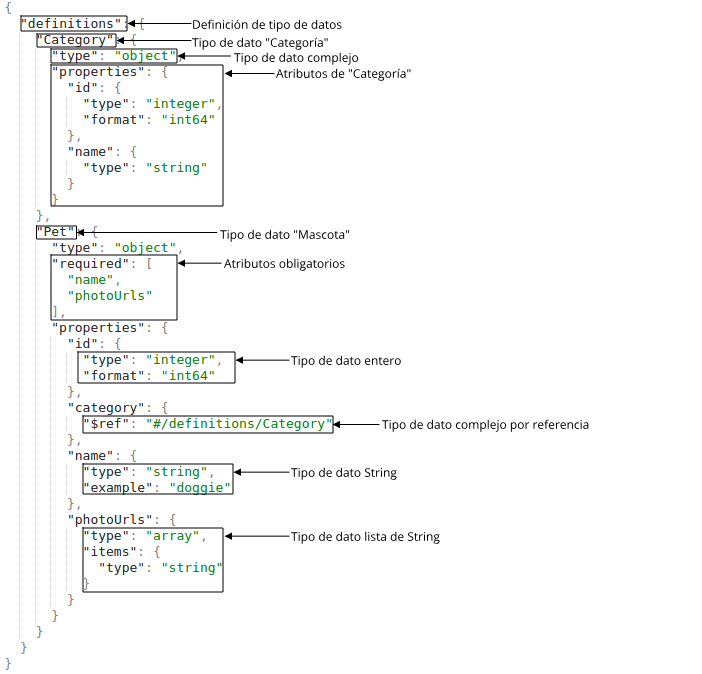 {
"definitions": { Definición de tipo de datos
"Category": { Tipo de dato "Categoría"
"type": "object", Tipo de dato complejo
"properties": { Atributos de "Categoría"
"id": {
"type": "integer",
"format": "int64"
},
"name": {
"type": "string"
}
}
},
"Pet": { Tipo de dato "Mascota"
"type": "object",
"required": [ Atributos obligatorios
"name",
"photoUrls"
],
"properties": {
"id": {
"type": "integer", Tipo de dato entero
"format": "int64"
},
"category": {
"$ref": "#/definitions/Category" Tipo de dato complejo por referencia
},
"name": {
"type": "string", Tipo de dato String
"example": "doggie"
},
"photoUrls": {
"type": "array", Tipo de dato lista de String
"items": {
"type": "string"
}
}
}
}
}
}